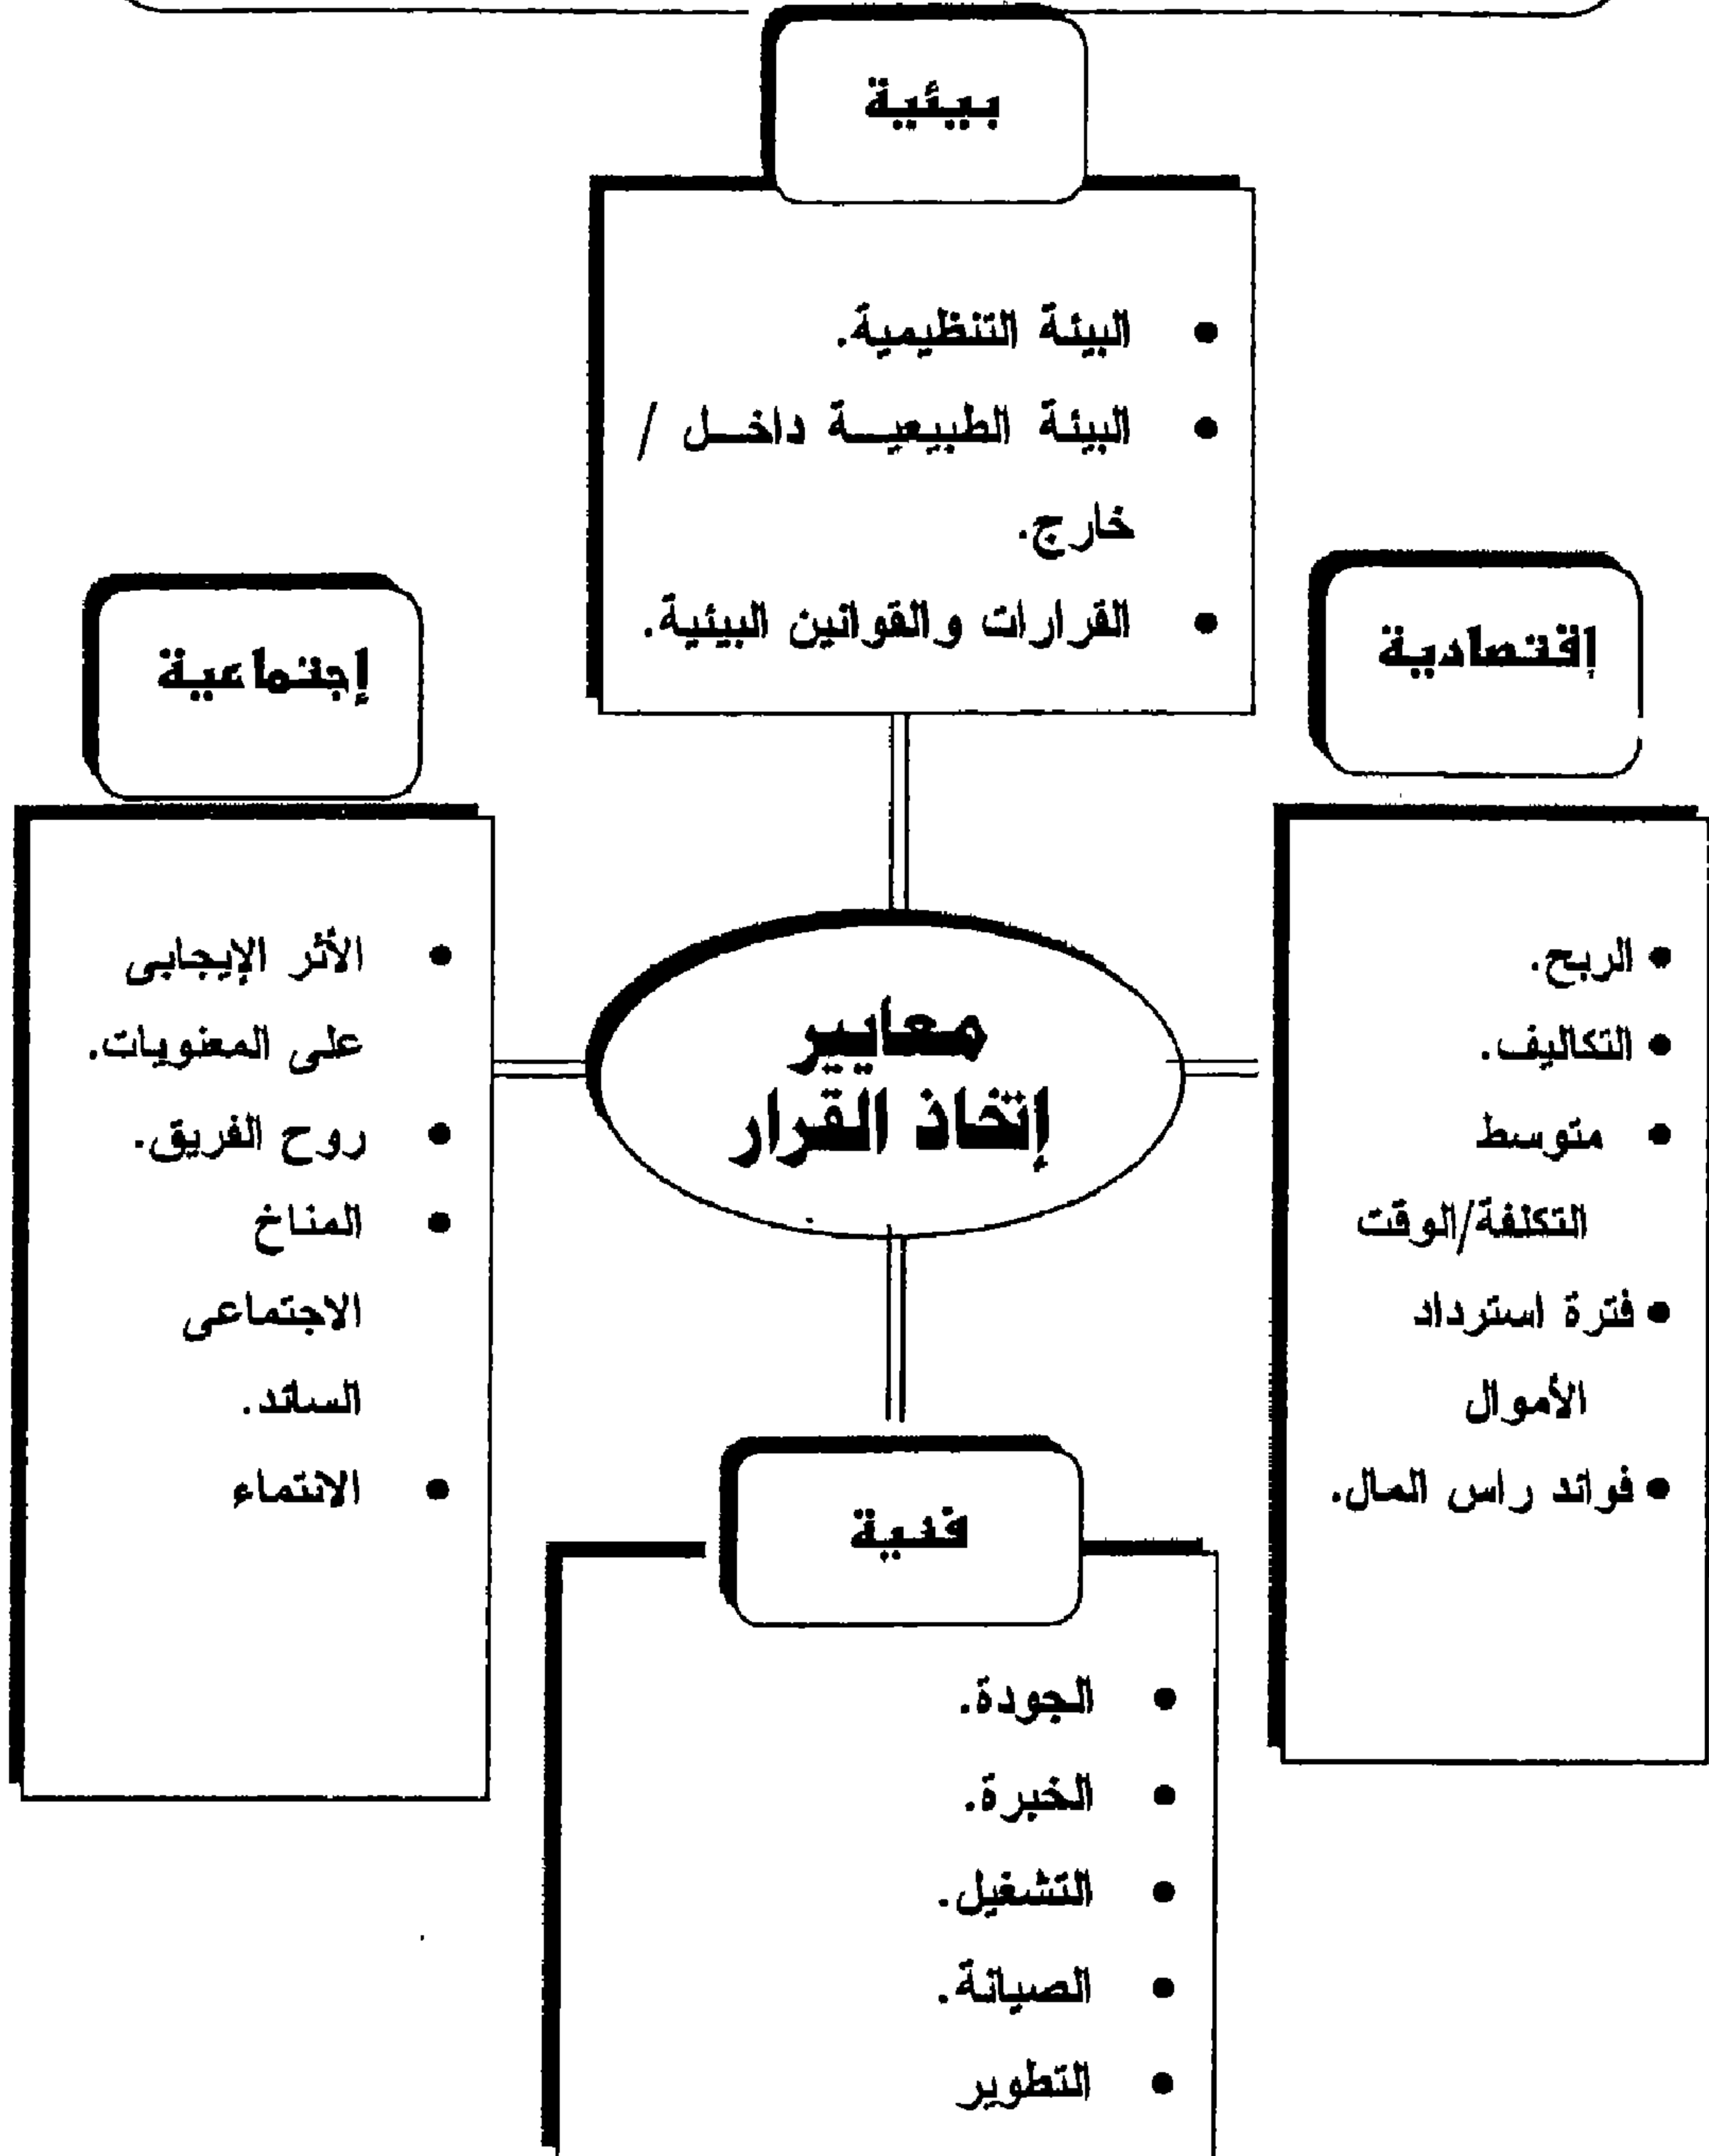 بيئية
• البيئة التنظيمية.
• البيئة الطبيعيـــة داخـــل /
خارج.
• القرارات والقوانين البيئية.
إقتصادية
• الربح.
• التكاليف.
• متوسط
التكلفة/الوقت
• فترة استرداد
الأموال
• فوائد راس المال.
معايير
إتخاذ القرار
إجتماعية
• الأثر الإيجابى
على المعنويات.
• روح الفريق.
• المناخ
الاجتماعى
السائد.
• الانتماء
فنية
• الجودة.
• الخبرة.
• التشغيل.
• الصيانة.
• التطوير